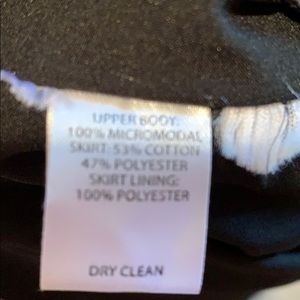 UPPER BODY:
100% MICROMODAL
SKIRT: 53% COTTON
47% POLYESTER
SKIRT LINING:
100% POLYESTER
DRY CLEAN